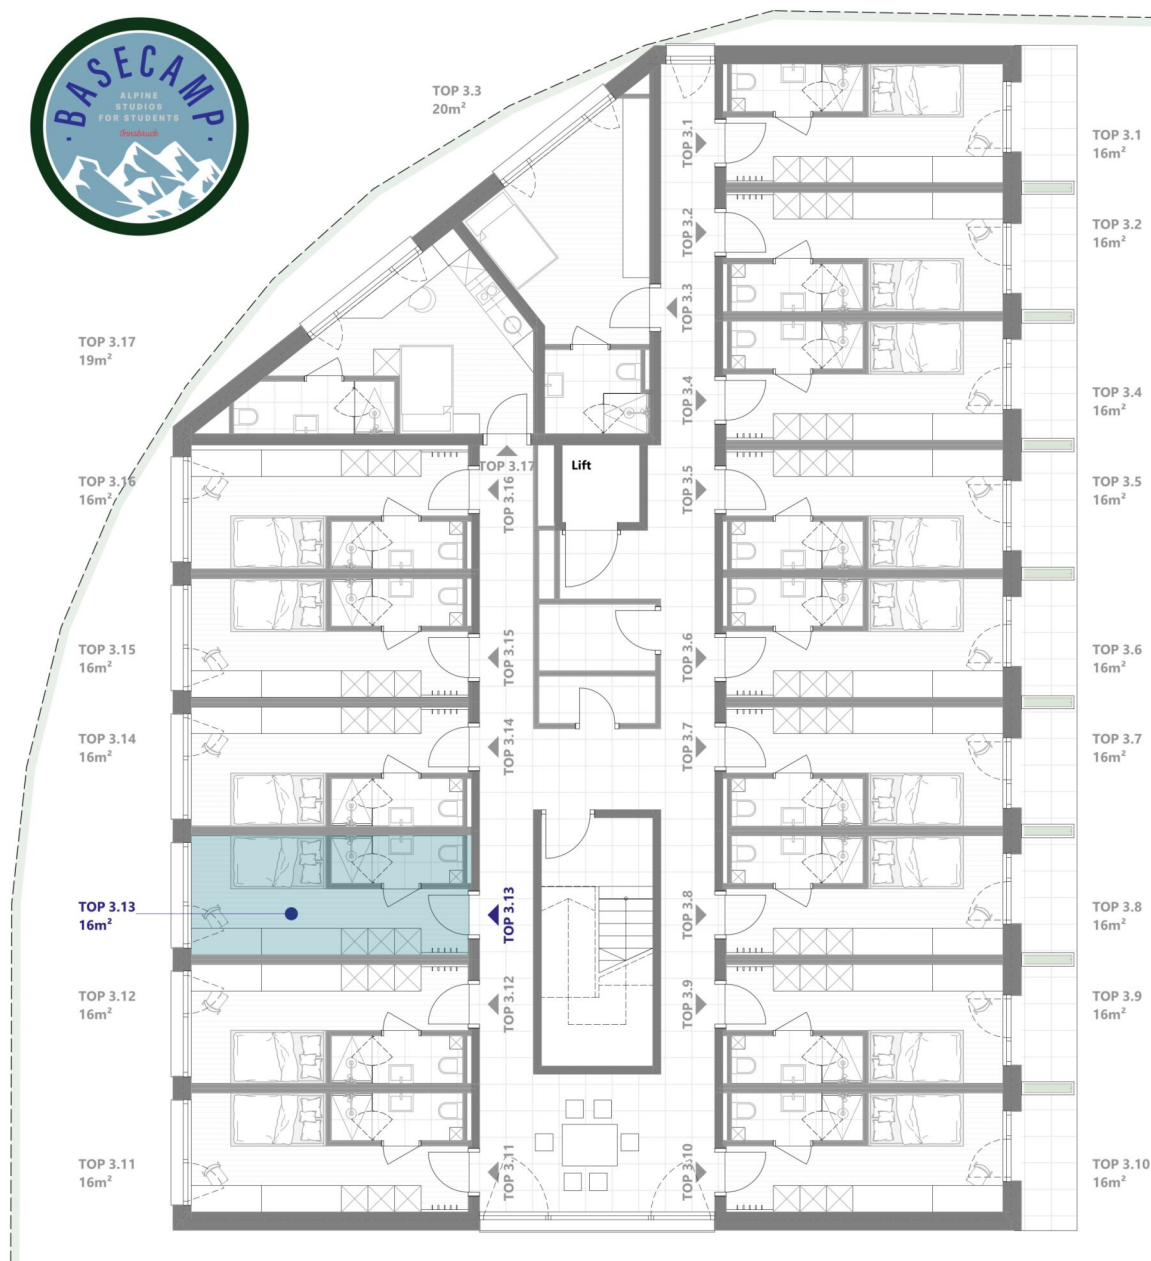 BASECAMP
ALPINE
STUDIOS
FOR STUDENTS
Innsbruck
TOP 3.3
20m²
TOP 3.17
19m²
TOP 3.16
16m²
TOP 3.15
16m²
TOP 3.14
16m²
TOP 3.13
16m²
TOP 3.12
16m²
TOP 3.11
16m²
TOP 3.17
TOP 3.16
TOP 3.15
TOP 3.14
TOP 3.13
TOP 3.12
TOP 3.11
Lift
TOP 3.1
TOP 3.2
TOP 3.3
TOP 3.4
TOP 3.5
TOP 3.6
TOP 3.7
TOP 3.8
TOP 3.9
TOP 3.10
TOP 3.1
16m²
TOP 3.2
16m²
TOP 3.4
16m²
TOP 3.5
16m²
TOP 3.6
16m²
TOP 3.7
16m²
TOP 3.8
16m²
TOP 3.9
16m²
TOP 3.10
16m²